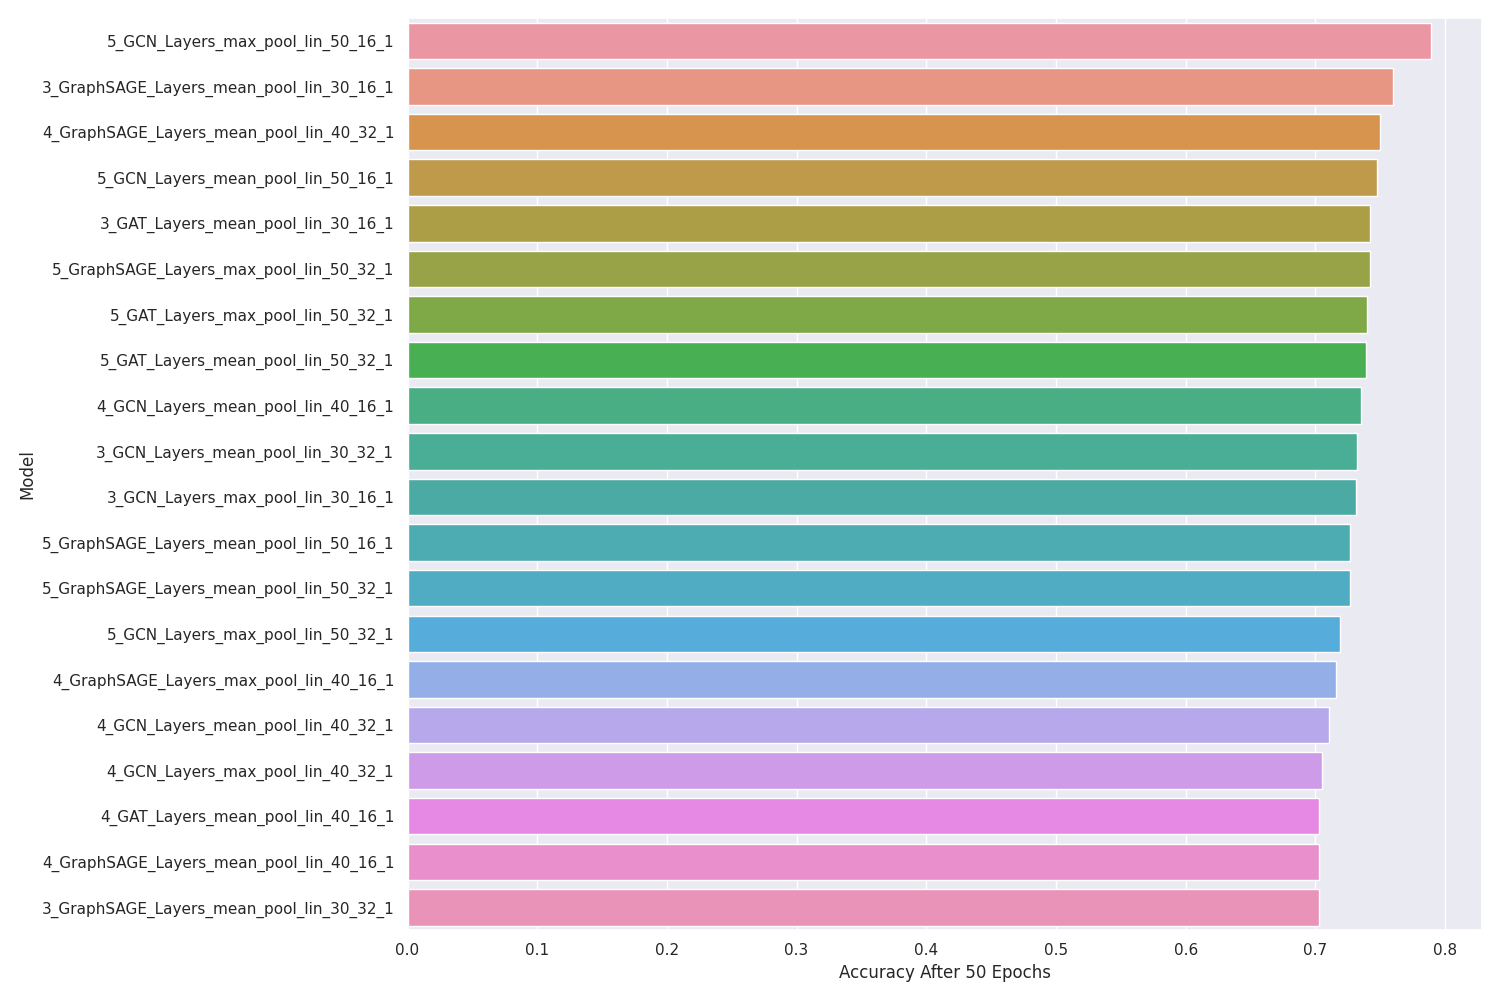 5_GCN_Layers_max_pool_lin_50_16_1
3_GraphSAGE_Layers_mean_pool_lin_30_16_1
4_GraphSAGE_Layers_mean_pool_lin_40_32_1
5_GCN_Layers_mean_pool_lin_50_16_1
3_GAT_Layers_mean_pool_lin_30_16_1
5_GraphSAGE_Layers_max_pool_lin_50_32_1
5_GAT_Layers_max_pool_lin_50_32_1
5_GAT_Layers_mean_pool_lin_50_32_1
4_GCN_Layers_mean_pool_lin_40_16_1
3_GCN_Layers_mean_pool_lin_30_32_1
3_GCN_Layers_max_pool_lin_30_16_1
5_GraphSAGE_Layers_mean_pool_lin_50_16_1
5_GraphSAGE_Layers_mean_pool_lin_50_32_1
5_GCN_Layers_max_pool_lin_50_32_1
4_GraphSAGE_Layers_max_pool_lin_40_16_1
4_GCN_Layers_mean_pool_lin_40_32_1
4_GCN_Layers_max_pool_lin_40_32_1
4_GAT_Layers_mean_pool_lin_40_16_1
4_GraphSAGE_Layers_mean_pool_lin_40_16_1
3_GraphSAGE_Layers_mean_pool_lin_30_32_1
Model
0.0 0.1 0.2 0.3 0.4 0.5 0.6 0.7 0.8
Accuracy After 50 Epochs